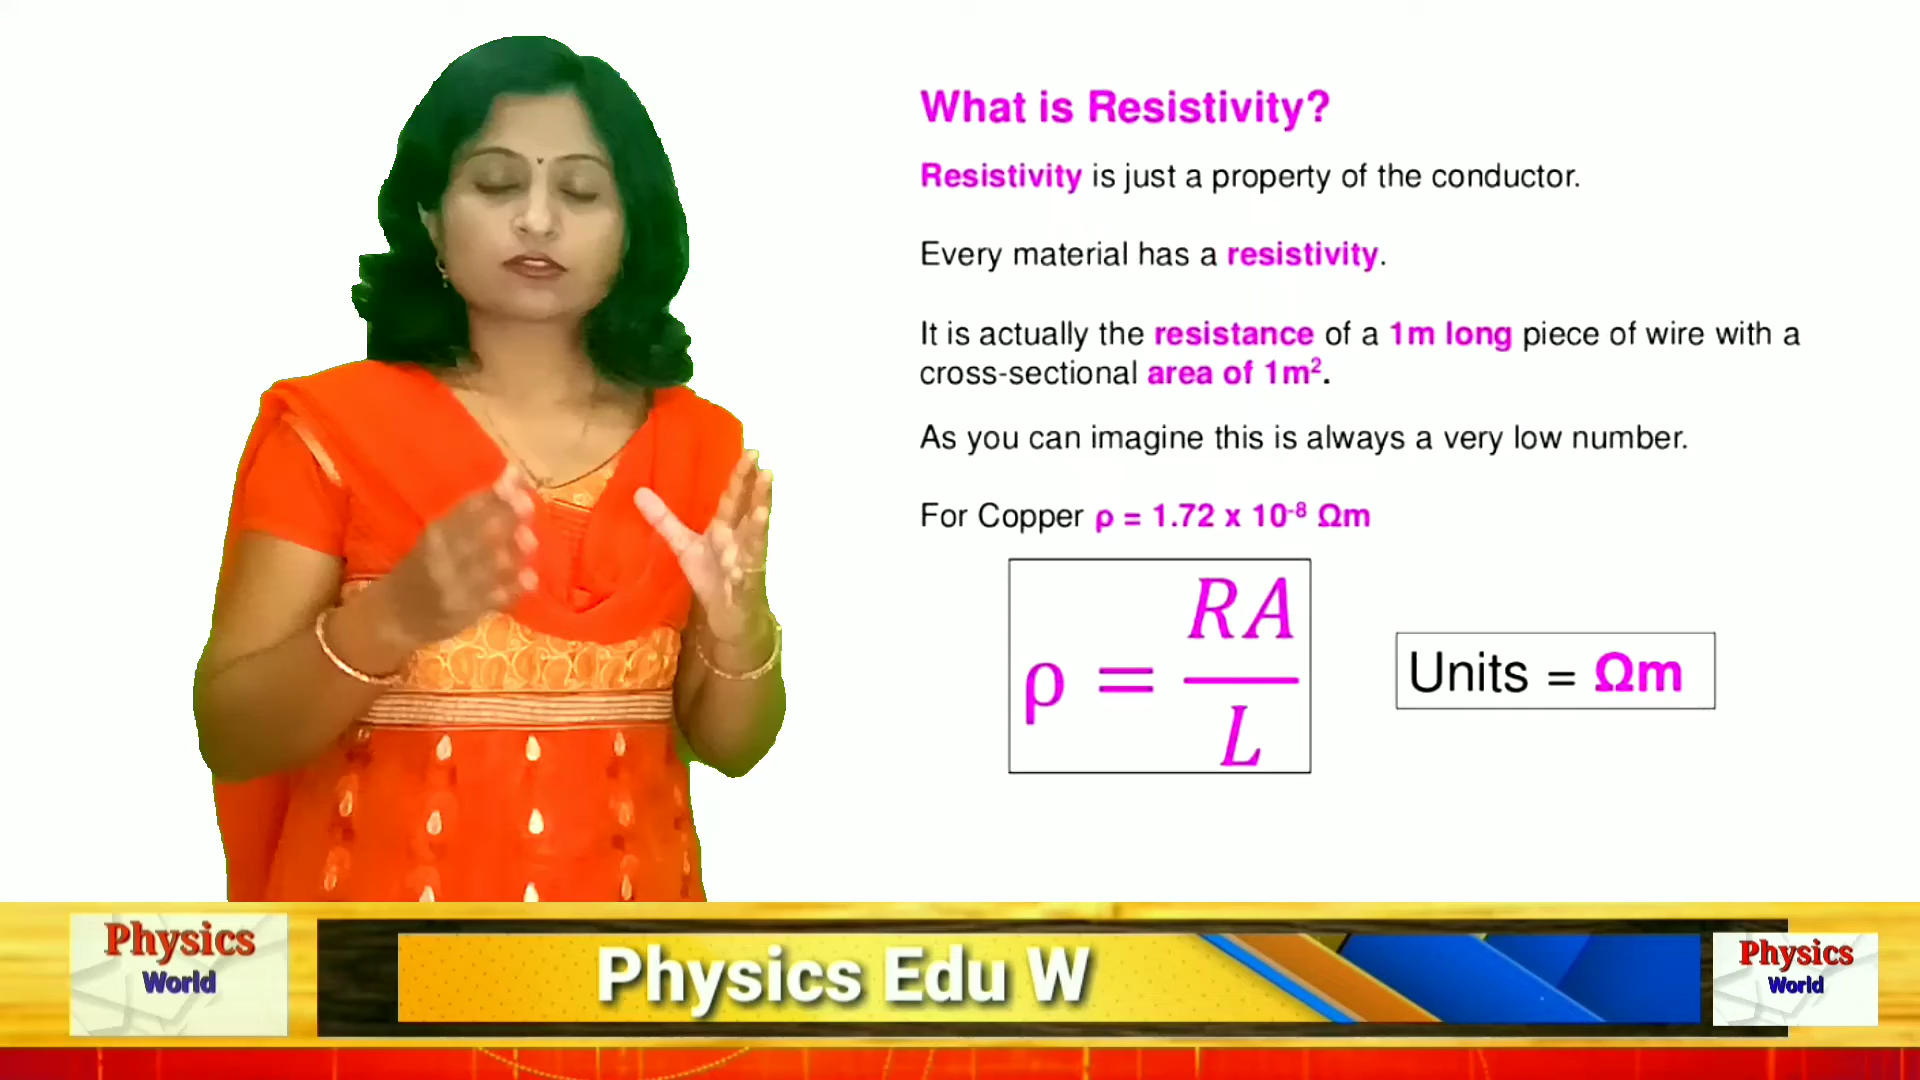 What is Resistivity?
Resistivity is just a property of the conductor.
Every material has a resistivity.
It is actually the resistance of a 1m long piece of wire with a
cross-sectional area of 1m².
As you can imagine this is always a very low number.
For Copper ρ = 1.72 x 10⁻⁸ Ωm
ρ = RA / L
Units = Ωm
Physics
World
Physics Edu W
Physics
World